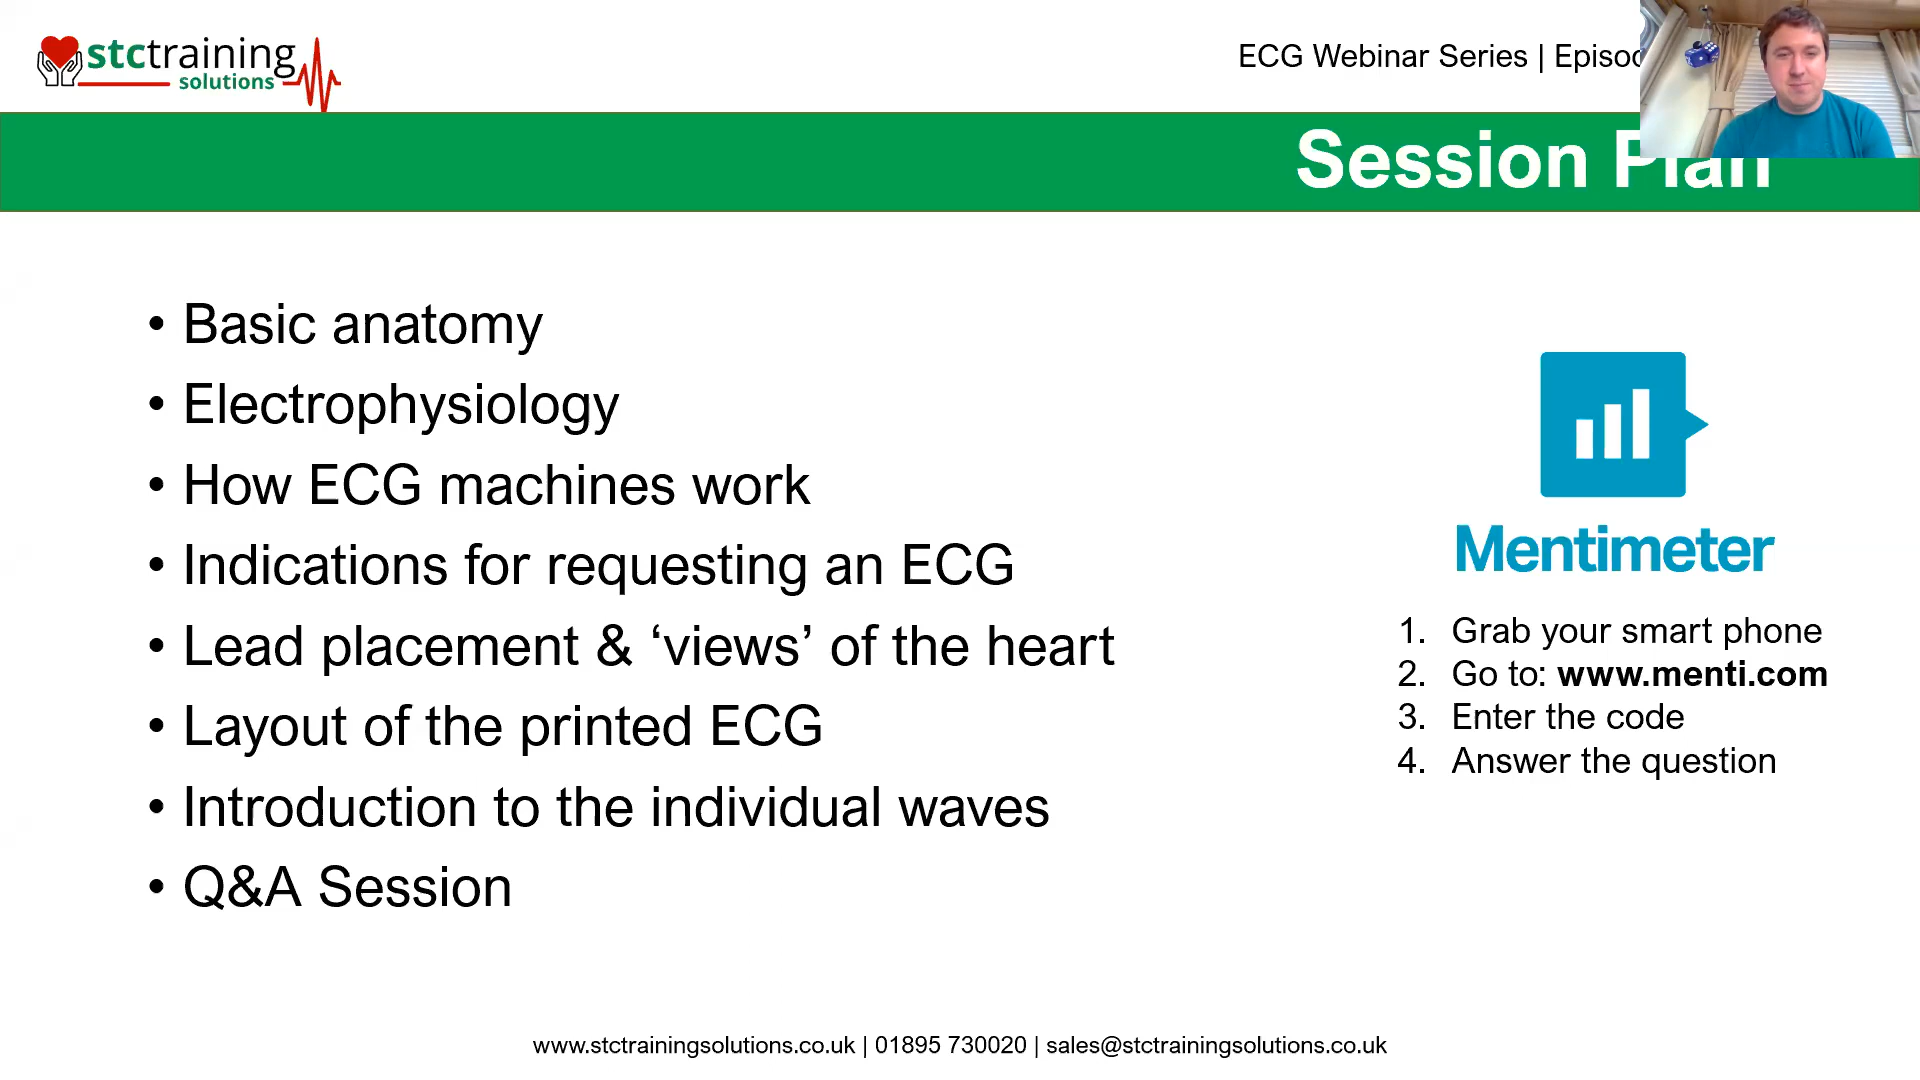 stctraining
solutions
ECG Webinar Series |
Session Plan
• Basic anatomy
• Electrophysiology
• How ECG machines work
• Indications for requesting an ECG
• Lead placement & ‘views’ of the heart
• Layout of the printed ECG
• Introduction to the individual waves
• Q&A Session
Mentimeter
1. Grab your smart phone
2. Go to: www.menti.com
3. Enter the code
4. Answer the question
www.stctrainingsolutions.co.uk | 01895 730020 | sales@stctrainingsolutions.co.uk